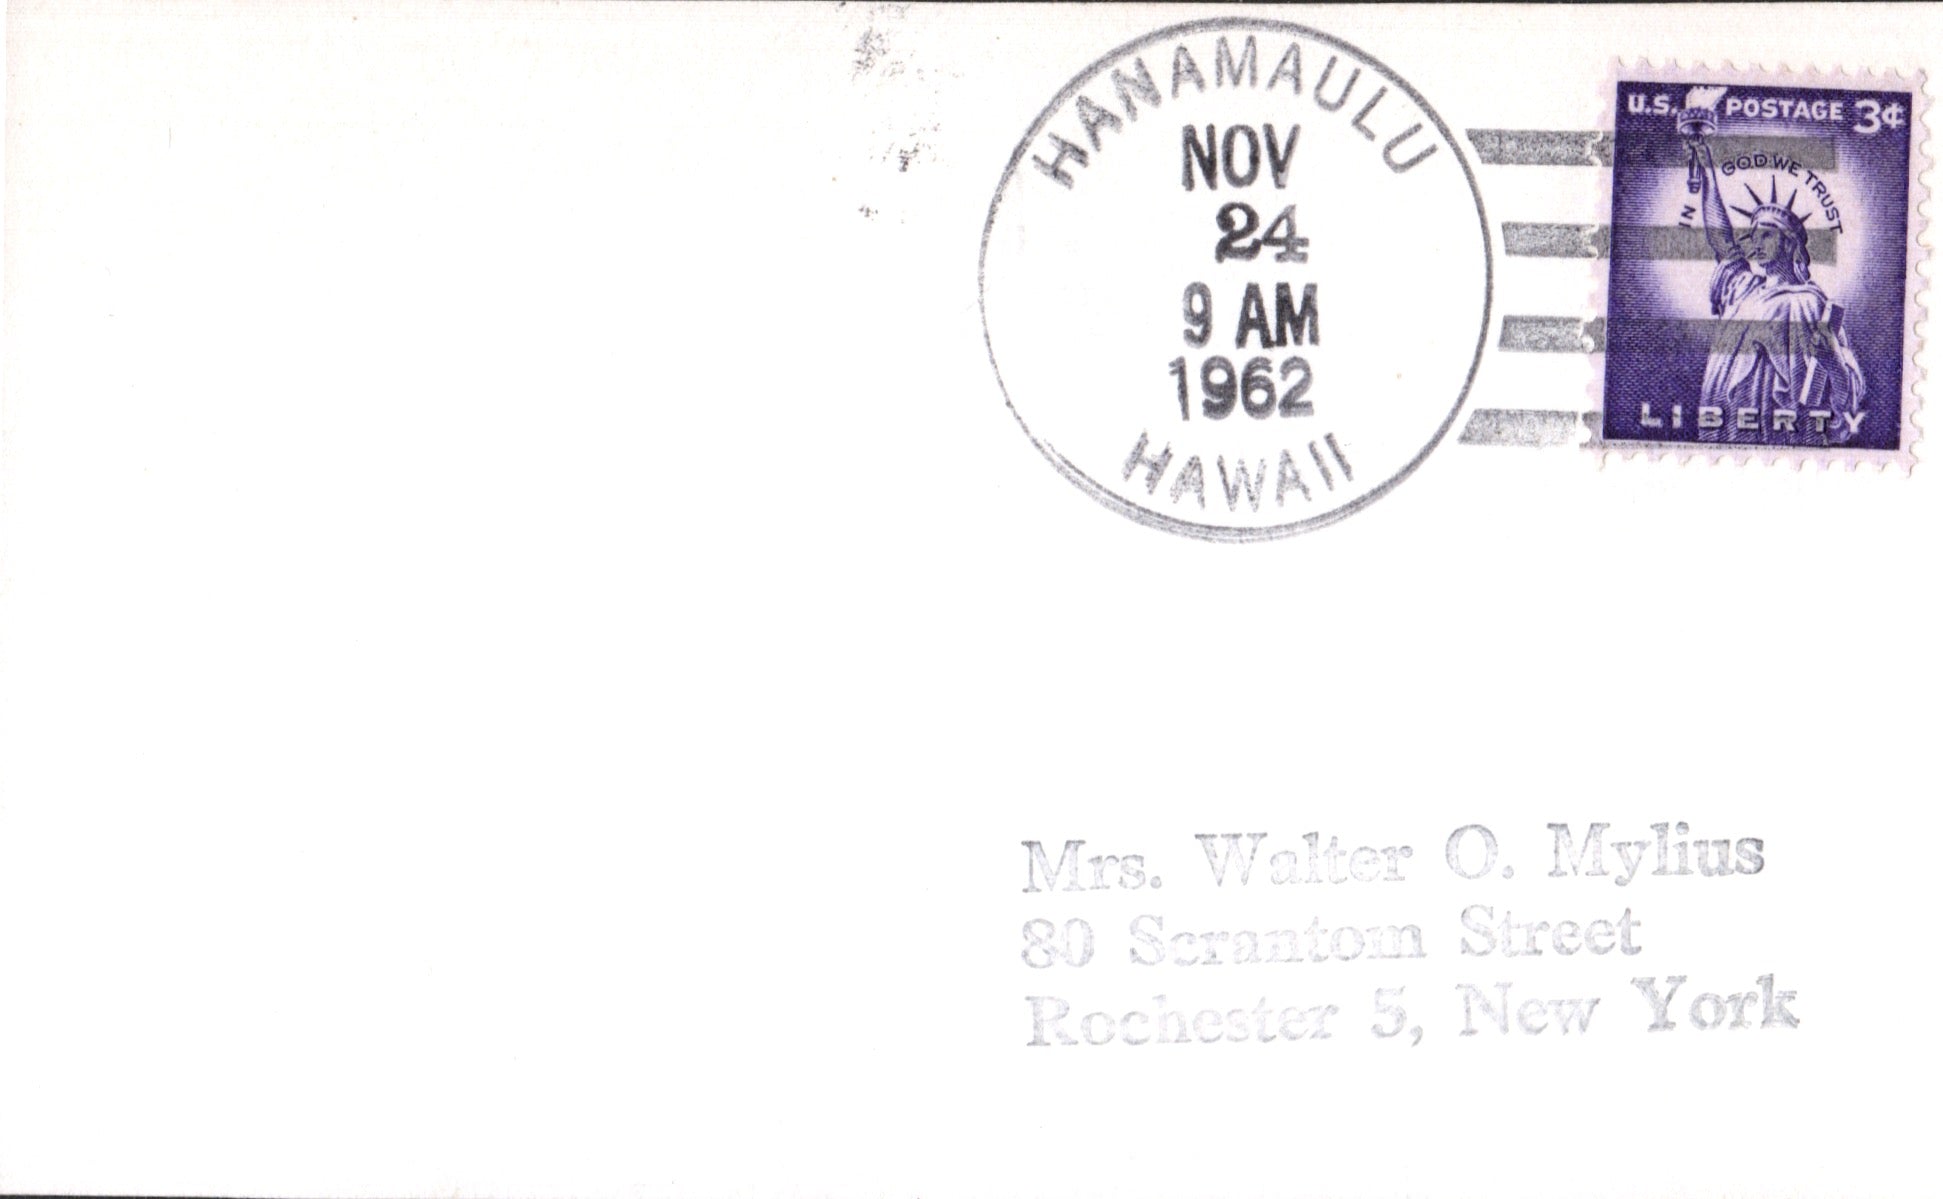 HANAMAULU
NOV
24
9 AM
1962
HAWAII
U.S. POSTAGE 3¢
IN GOD WE TRUST
LIBERTY
Mrs. Walter O. Mylius
80 Scrantom Street
Rochester 5, New York